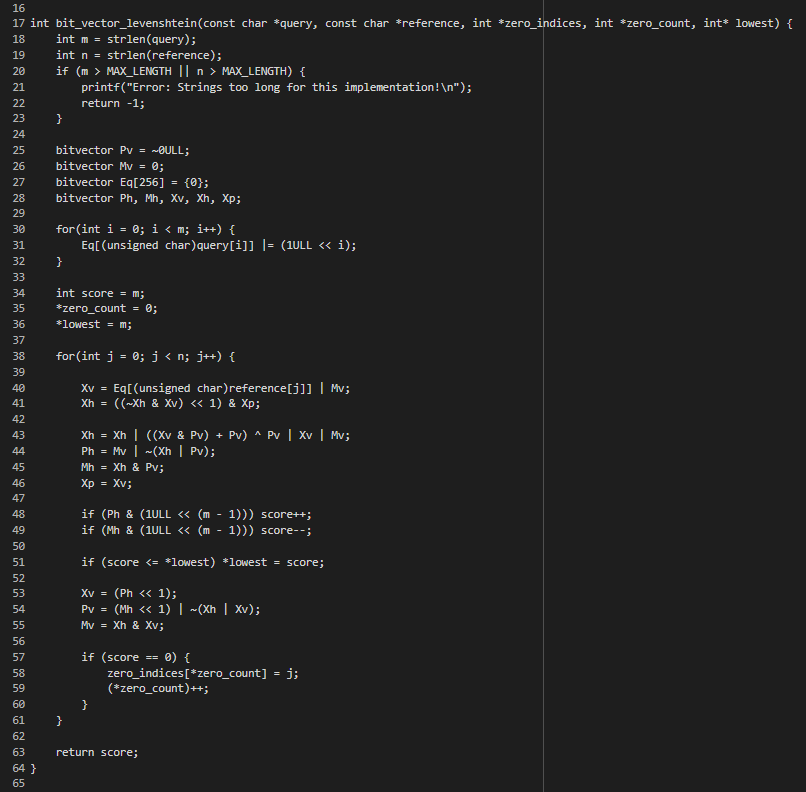 16
17 int bit_vector_levenshtein(const char *query, const char *reference, int *zero_indices, int *zero_count, int* lowest) {
18     int m = strlen(query);
19     int n = strlen(reference);
20     if (m > MAX_LENGTH || n > MAX_LENGTH) {
21         printf("Error: Strings too long for this implementation!\n");
22         return -1;
23     }
24
25     bitvector Pv = ~0ULL;
26     bitvector Mv = 0;
27     bitvector Eq[256] = {0};
28     bitvector Ph, Mh, Xv, Xh, Xp;
29
30     for(int i = 0; i < m; i++) {
31         Eq[(unsigned char)query[i]] |= (1ULL << i);
32     }
33
34     int score = m;
35     *zero_count = 0;
36     *lowest = m;
37
38     for(int j = 0; j < n; j++) {
39
40         Xv = Eq[(unsigned char)reference[j]] | Mv;
41         Xh = ((~Xh & Xv) << 1) & Xp;
42
43         Xh = Xh | ((Xv & Pv) + Pv) ^ Pv | Xv | Mv;
44         Ph = Mv | ~(Xh | Pv);
45         Mh = Xh & Pv;
46         Xp = Xv;
47
48         if (Ph & (1ULL << (m - 1))) score++;
49         if (Mh & (1ULL << (m - 1))) score--;
50
51         if (score <= *lowest) *lowest = score;
52
53         Xv = (Ph << 1);
54         Pv = (Mh << 1) | ~(Xh | Xv);
55         Mv = Xh & Xv;
56
57         if (score == 0) {
58             zero_indices[*zero_count] = j;
59             (*zero_count)++;
60         }
61     }
62
63     return score;
64 }
65